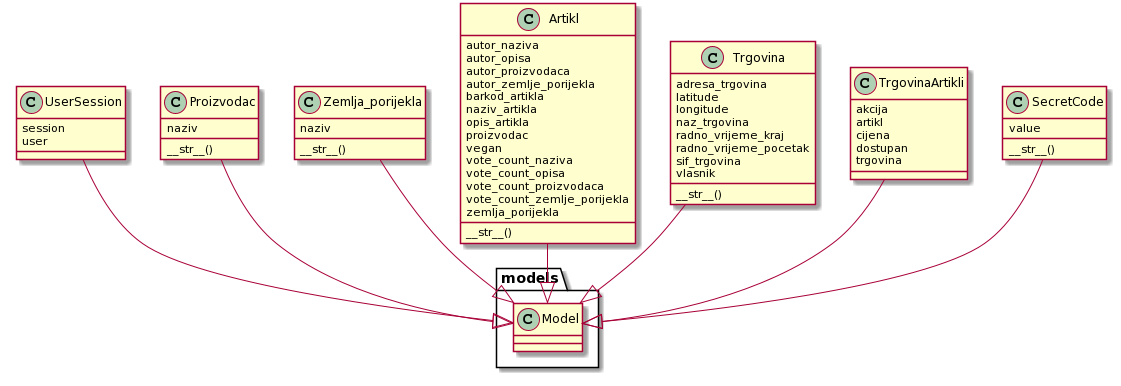 C UserSession
session
user
C Proizvodac
naziv
__str__()
C Zemlja_porijekla
naziv
__str__()
C Artikl
autor_naziva
autor_opisa
autor_proizvodaca
autor_zemlje_porijekla
barkod_artikla
naziv_artikla
opis_artikla
proizvodac
vegan
vote_count_naziva
vote_count_opisa
vote_count_proizvodaca
vote_count_zemlje_porijekla
zemlja_porijekla
__str__()
C Trgovina
adresa_trgovina
latitude
longitude
naz_trgovina
radno_vrijeme_kraj
radno_vrijeme_pocetak
sif_trgovina
vlasnik
__str__()
C TrgovinaArtikli
akcija
artikl
cijena
dostupan
trgovina
C SecretCode
value
__str__()
models
C Model